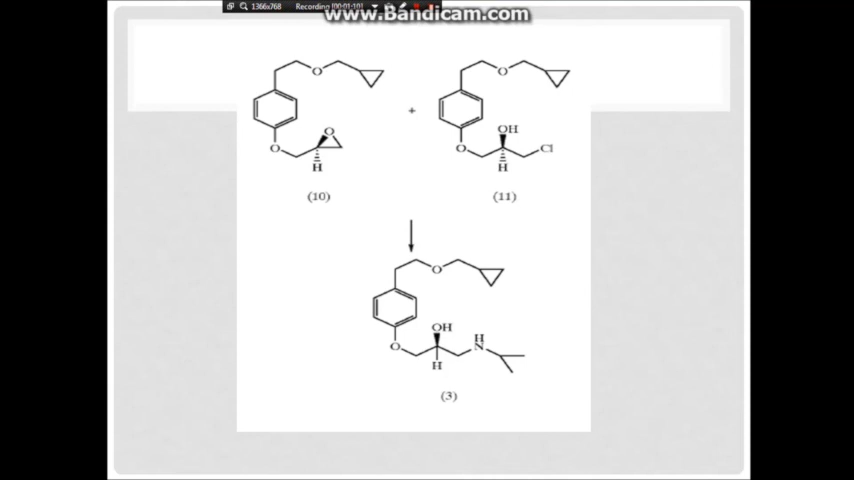 1366x768 Recording [00:01:10]
www.Bandicam.com
O
O
+
O
OH
O
H
O
Cl
H
(10)
(11)
O
OH
H
N
O
H
(3)